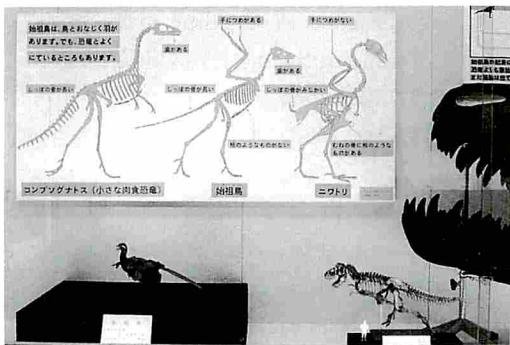 始祖鳥は、鳥とおなじく羽が
あります。でも、恐竜とよく
にているところもあります。
歯がある
しっぽの骨が長い
コンプソグナトス(小さな肉食恐竜)
手につめがある
歯がある
しっぽの骨が長い
板のようなものがない
始祖鳥
手につめがない
しっぽの骨がみじかい
むねの骨に板のような
ものがある
ニワトリ